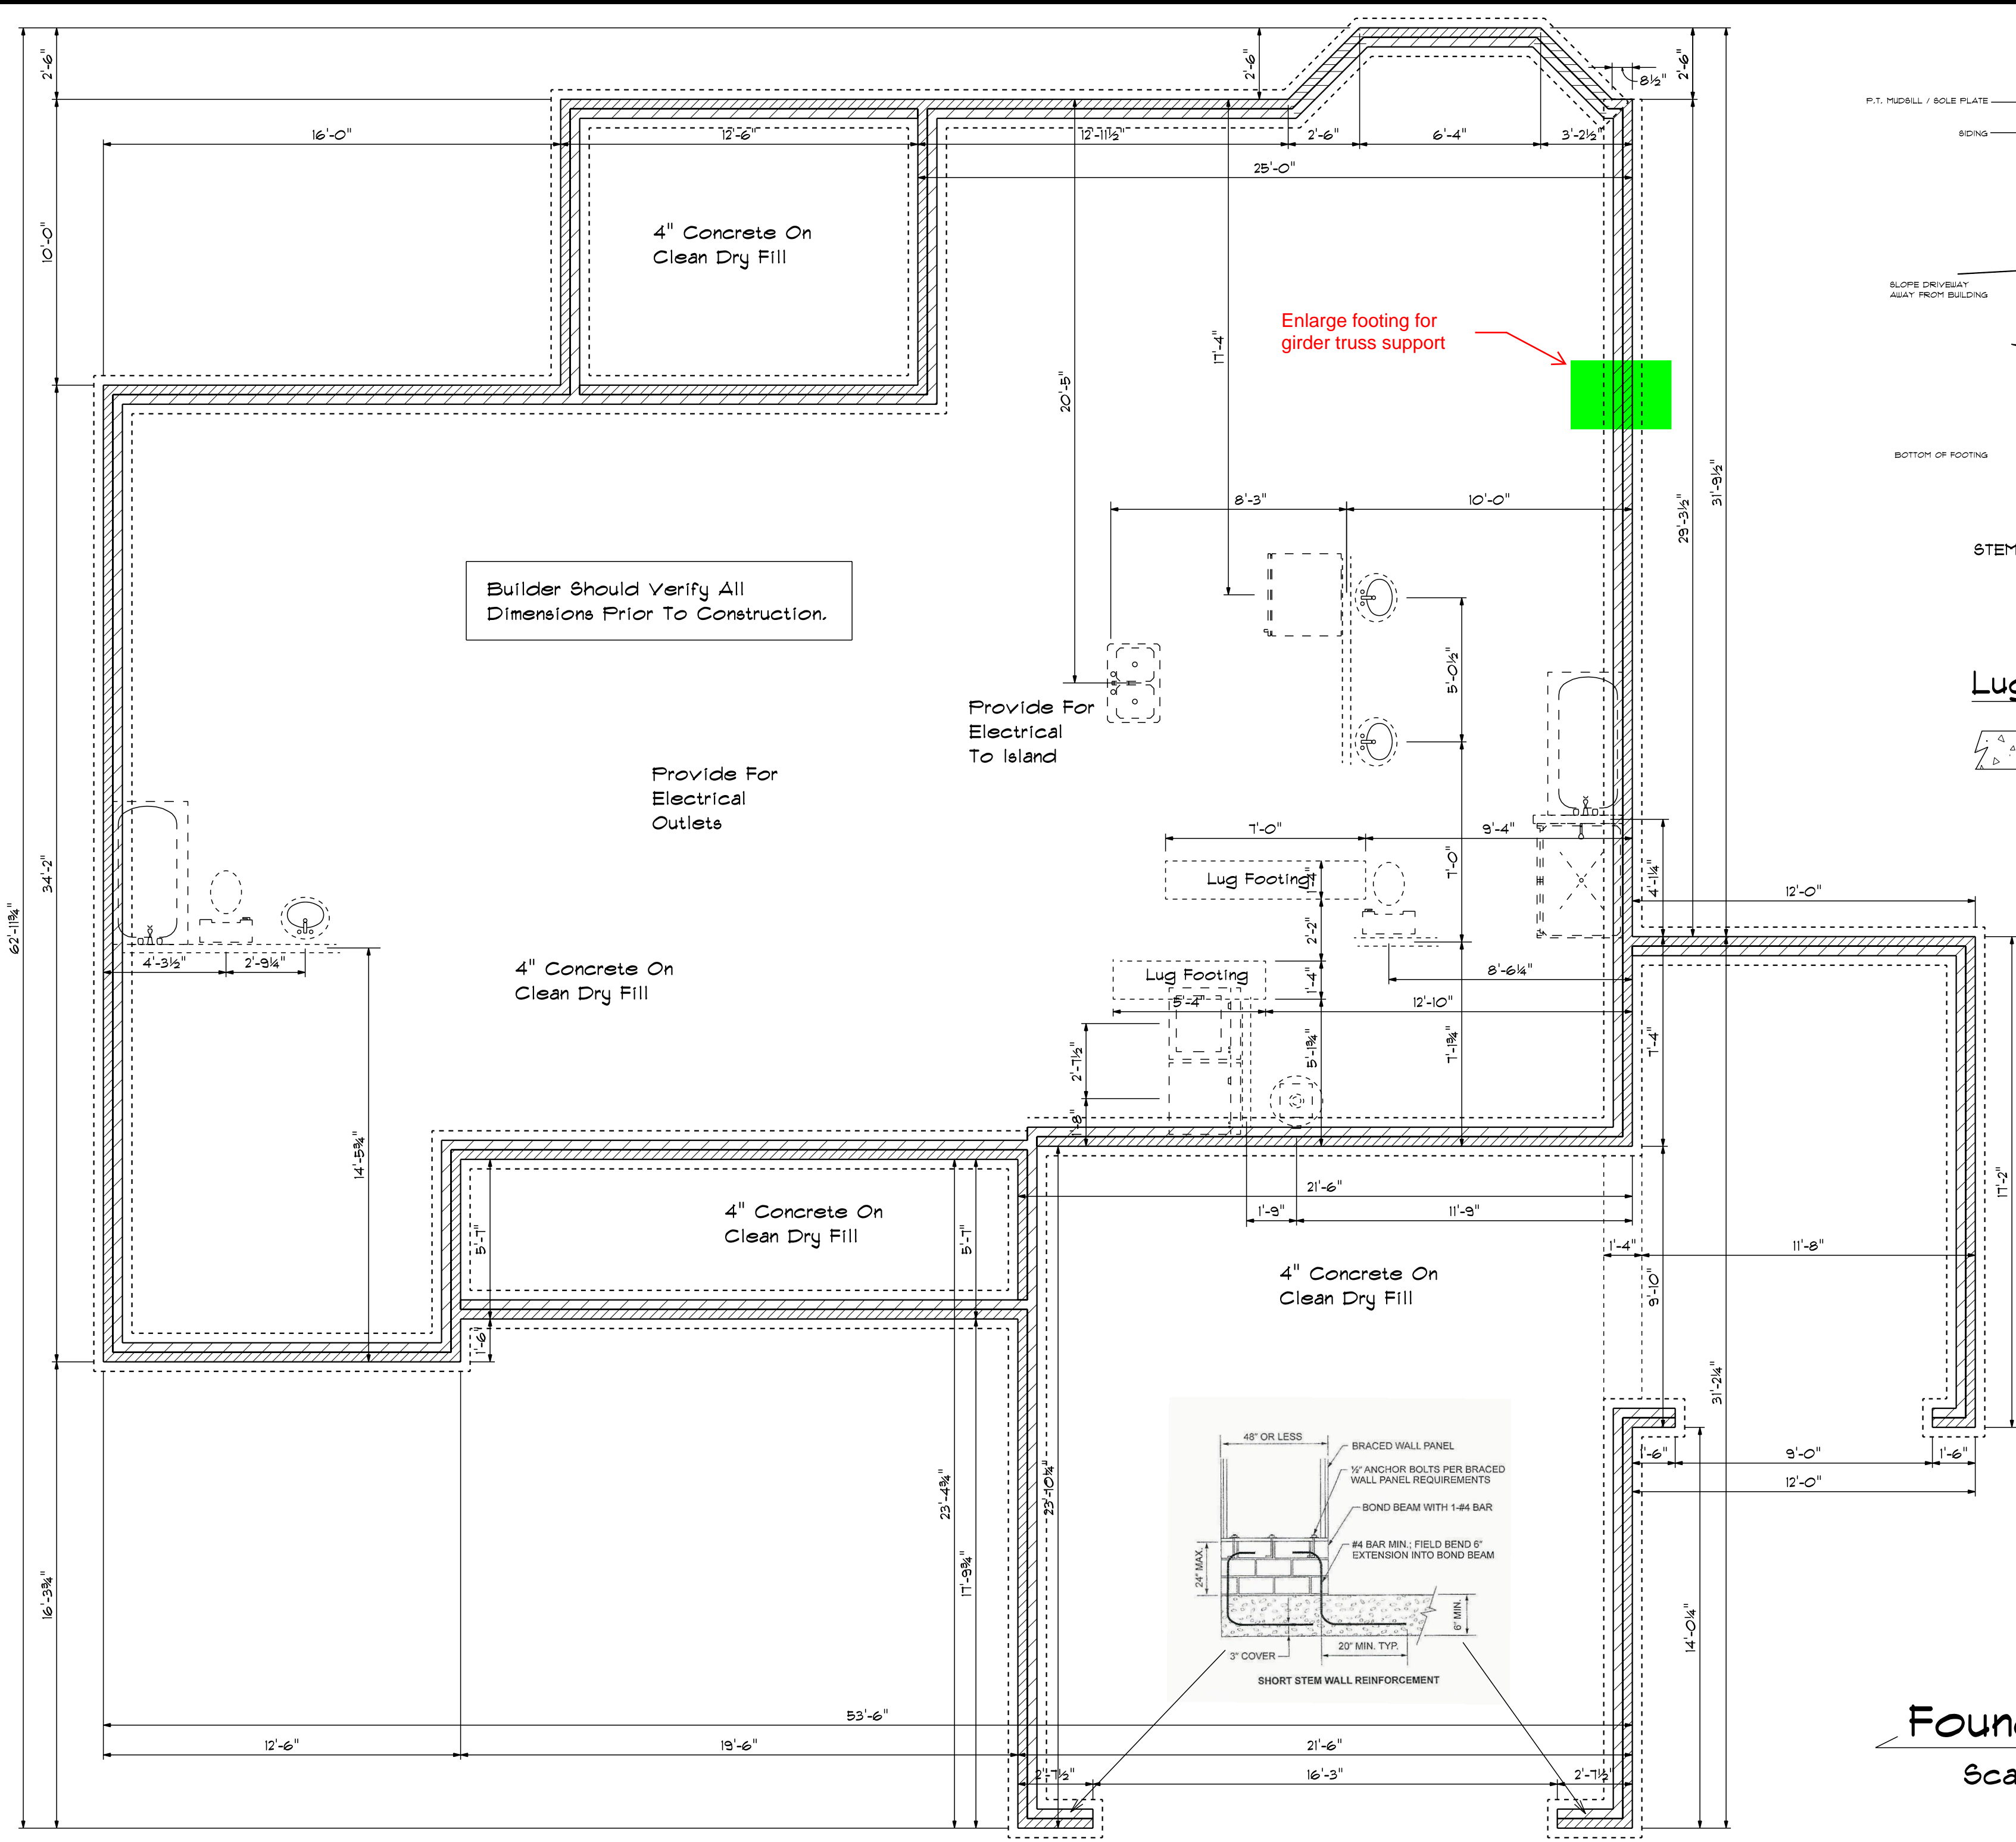 2'-6"
2'-6"
2'-6"
8½"
P.T. MUDSILL / SOLE PLATE
SIDING
16'-0"
12'-6"
12'-11½"
2'-6"
6'-4"
3'-2½"
25'-0"
10'-0"
4" Concrete On
Clean Dry Fill
SLOPE DRIVEWAY
AWAY FROM BUILDING
Enlarge footing for
girder truss support
17'-4"
20'-5"
BOTTOM OF FOOTING
31'-9½"
29'-3½"
8'-3"
10'-0"
STEM
Builder Should Verify All
Dimensions Prior To Construction.
5'-0½"
Lug
Provide For
Electrical
To Island
Provide For
Electrical
Outlets
7'-0"
9'-4"
7'-0"
34'-2"
62'-11¾"
Lug Footing
1'-4"
4'-1¼"
12'-0"
2'-2"
4'-3½"
2'-9¼"
4" Concrete On
Clean Dry Fill
Lug Footing
1'-4"
8'-6¼"
5'-4"
12'-10"
2'-7½"
5'-1¾"
7'-1¾"
7'-4"
1'-8"
14'-5¾"
17'-2"
21'-6"
1'-9"
11'-9"
4" Concrete On
Clean Dry Fill
5'-7"
5'-7"
1'-4"
11'-8"
4" Concrete On
Clean Dry Fill
9'-10"
1'-6"
31'-2¼"
48" OR LESS
BRACED WALL PANEL
½" ANCHOR BOLTS PER BRACED
WALL PANEL REQUIREMENTS
BOND BEAM WITH 1-#4 BAR
#4 BAR MIN.; FIELD BEND 6"
EXTENSION INTO BOND BEAM
24" MAX.
6" MIN.
3" COVER
20" MIN. TYP.
SHORT STEM WALL REINFORCEMENT
1'-6"
9'-0"
1'-6"
12'-0"
23'-4¾"
23'-10¼"
17'-9¾"
16'-3¾"
14'-0¼"
53'-6"
12'-6"
19'-6"
21'-6"
2'-7½"
16'-3"
2'-7½"
Foun
Sca